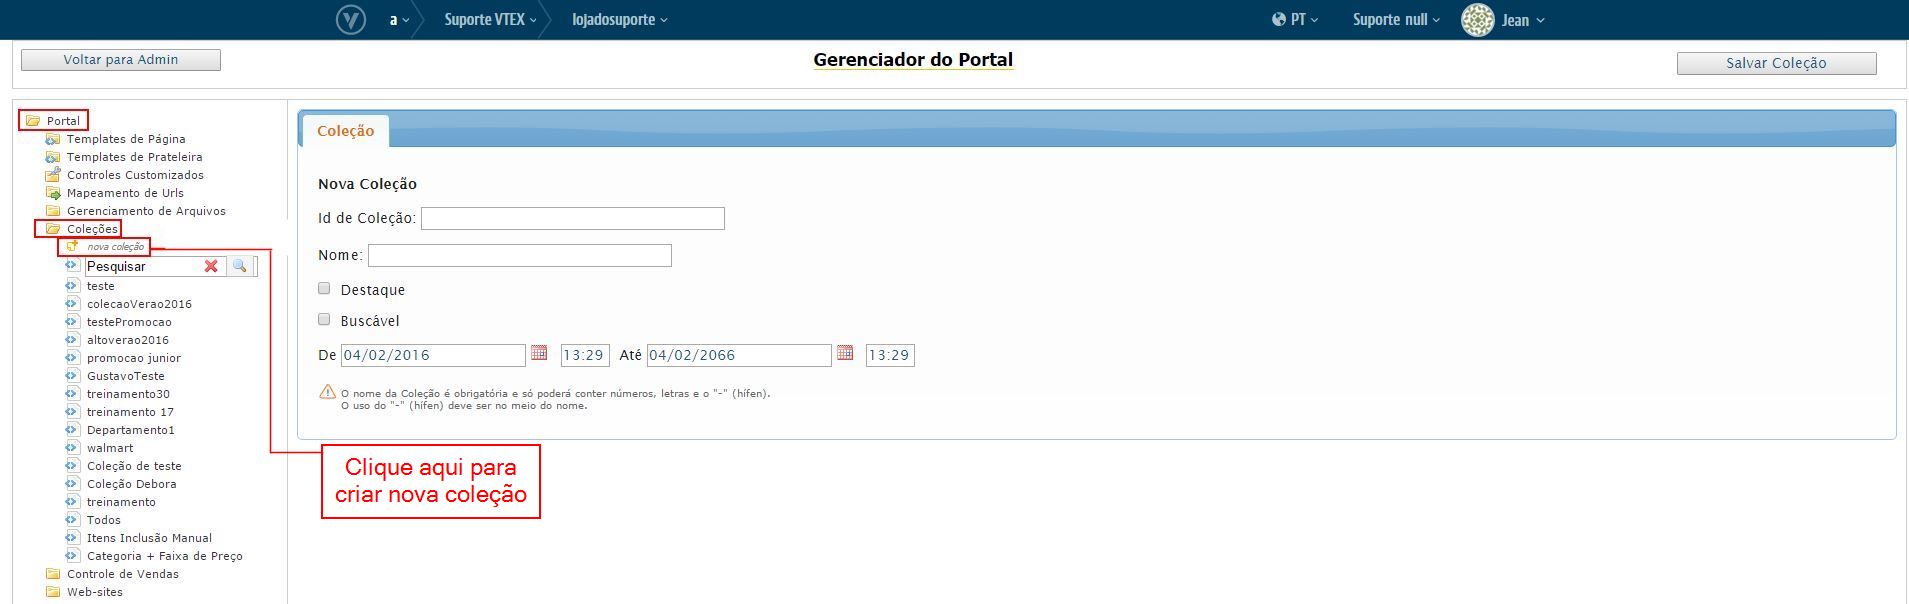 a Suporte VTEX lojadosuporte PT Suporte null Jean
Voltar para Admin Gerenciador do Portal Salvar Coleção
Portal
Templates de Página
Templates de Prateleira
Controles Customizados
Mapeamento de Urls
Gerenciamento de Arquivos
Coleções
nova coleção
Pesquisar
teste
colecaoVerao2016
testePromocao
altoverao2016
promocao junior
GustavoTeste
treinamento30
treinamento 17
Departamento1
walmart
Coleção de teste
Coleção Debora
treinamento
Todos
Itens Inclusão Manual
Categoria + Faixa de Preço
Controle de Vendas
Web-sites
Coleção
Nova Coleção
Id de Coleção:
Nome:
Destaque
Buscável
De 04/02/2016 13:29 Até 04/02/2066 13:29
O nome da Coleção é obrigatória e só poderá conter números, letras e o "-" (hífen).
O uso do "-" (hífen) deve ser no meio do nome.
Clique aqui para
criar nova coleção